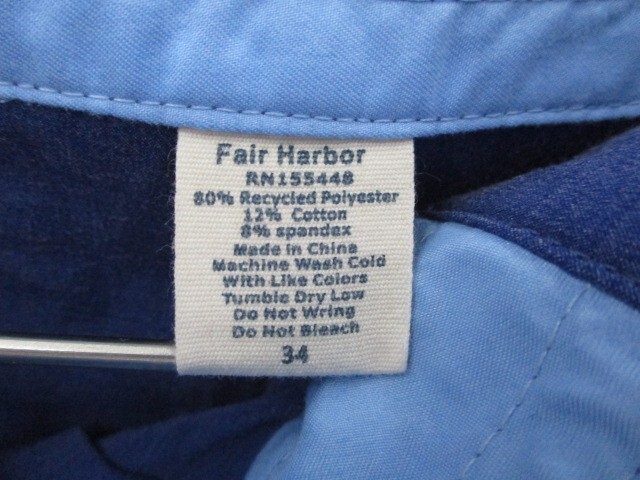 Fair Harbor
RN155448
80% Recycled Polyester
12% Cotton
8% spandex
Made in China
Machine Wash Cold
With Like Colors
Tumble Dry Low
Do Not Wring
Do Not Bleach
34